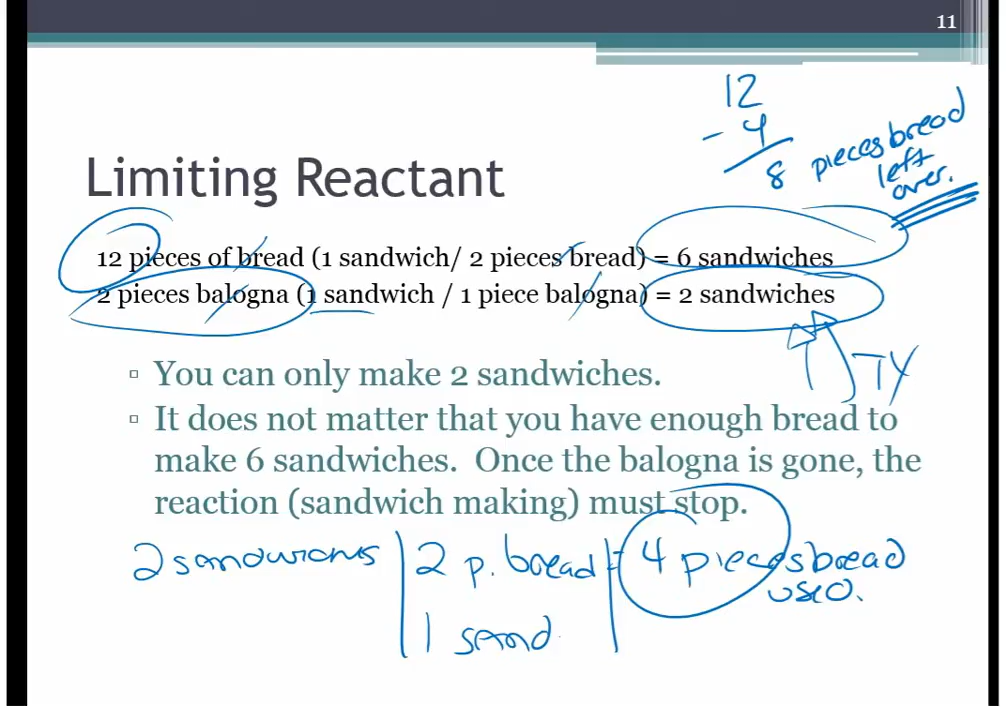 11
12
- 4
8 pieces bread
left
over.
Limiting Reactant
12 pieces of bread (1 sandwich/ 2 pieces bread) = 6 sandwiches
2 pieces balogna (1 sandwich / 1 piece balogna) = 2 sandwiches
TY
▫ You can only make 2 sandwiches.
▫ It does not matter that you have enough bread to
make 6 sandwiches. Once the balogna is gone, the
reaction (sandwich making) must stop.
2 sandwiches | 2 p. bread | = 4 pieces bread
used.
1 sand.